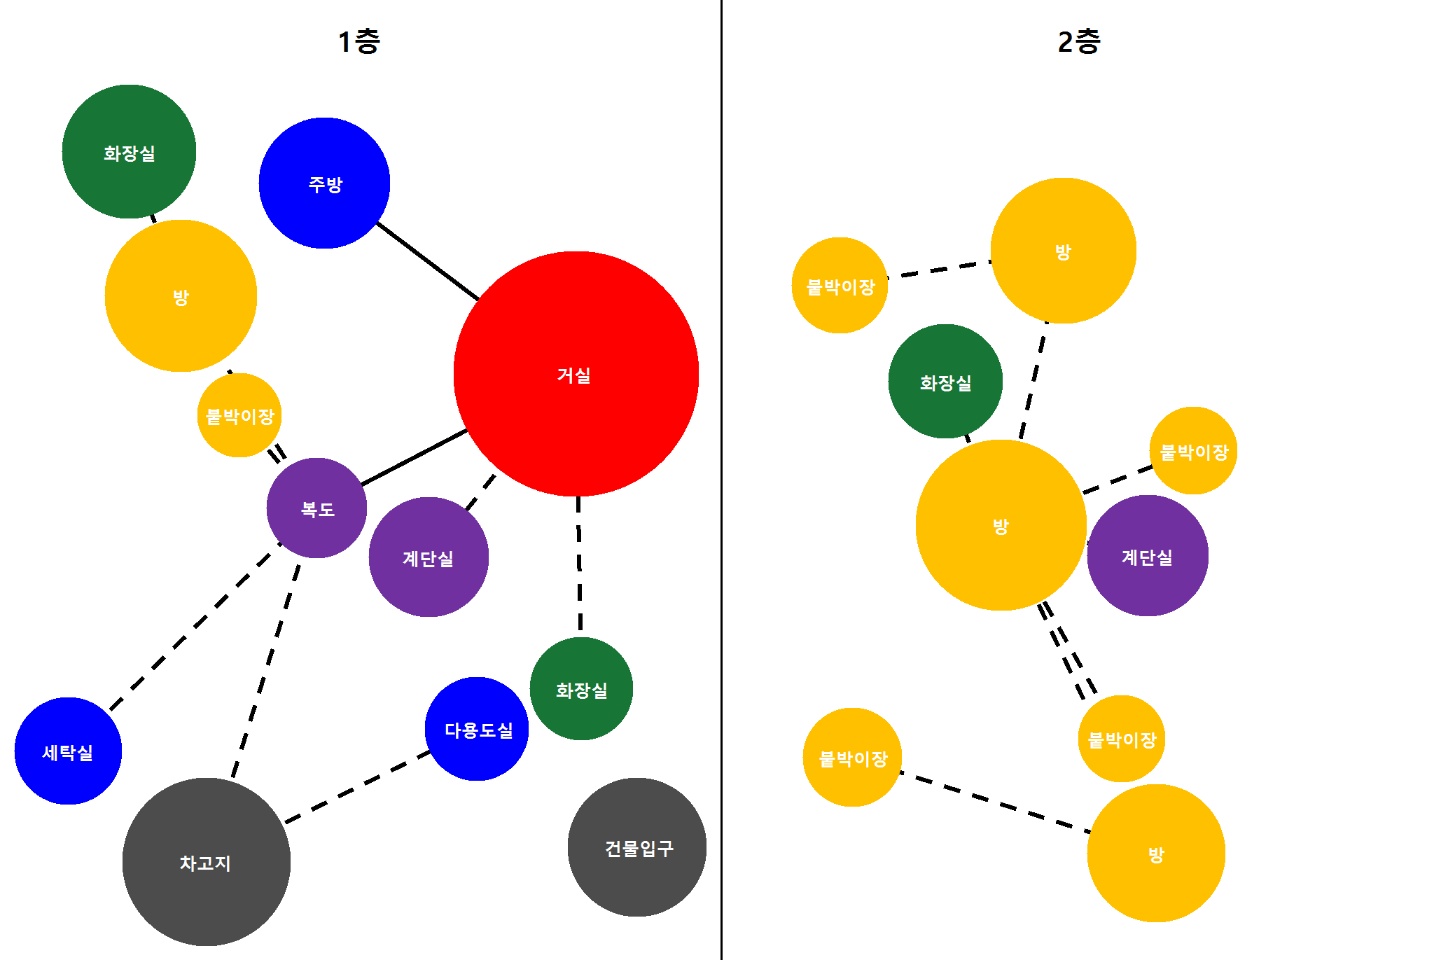 1층
화장실
주방
방
거실
붙박이장
복도
계단실
화장실
다용도실
세탁실
차고지
건물입구
2층
방
붙박이장
화장실
붙박이장
방
계단실
붙박이장
붙박이장
방